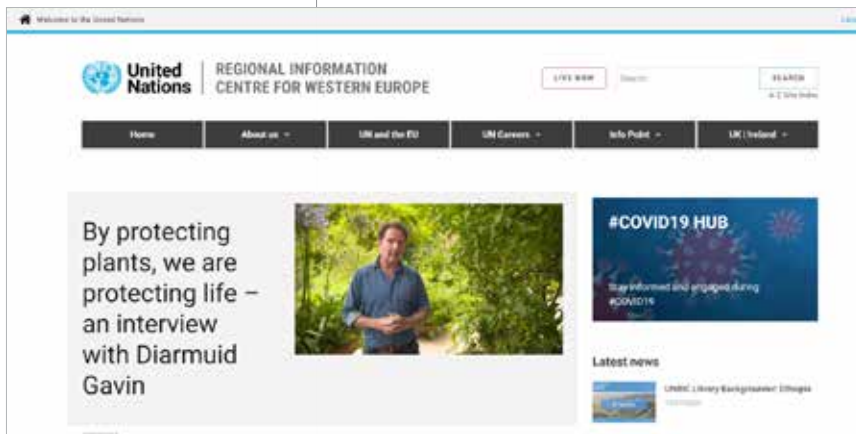 Welcome to the United Nations
United
Nations
REGIONAL INFORMATION
CENTRE FOR WESTERN EUROPE
LIVE NOW
Search
SEARCH
A-Z Site Index
Home
About us
UN and the EU
UN Careers
Info Point
UK | Ireland
By protecting
plants, we are
protecting life –
an interview
with Diarmuid
Gavin
#COVID19 HUB
Stay informed and engaged during
#COVID19
Latest news
UNRIC Library Backgrounder: Ethiopia